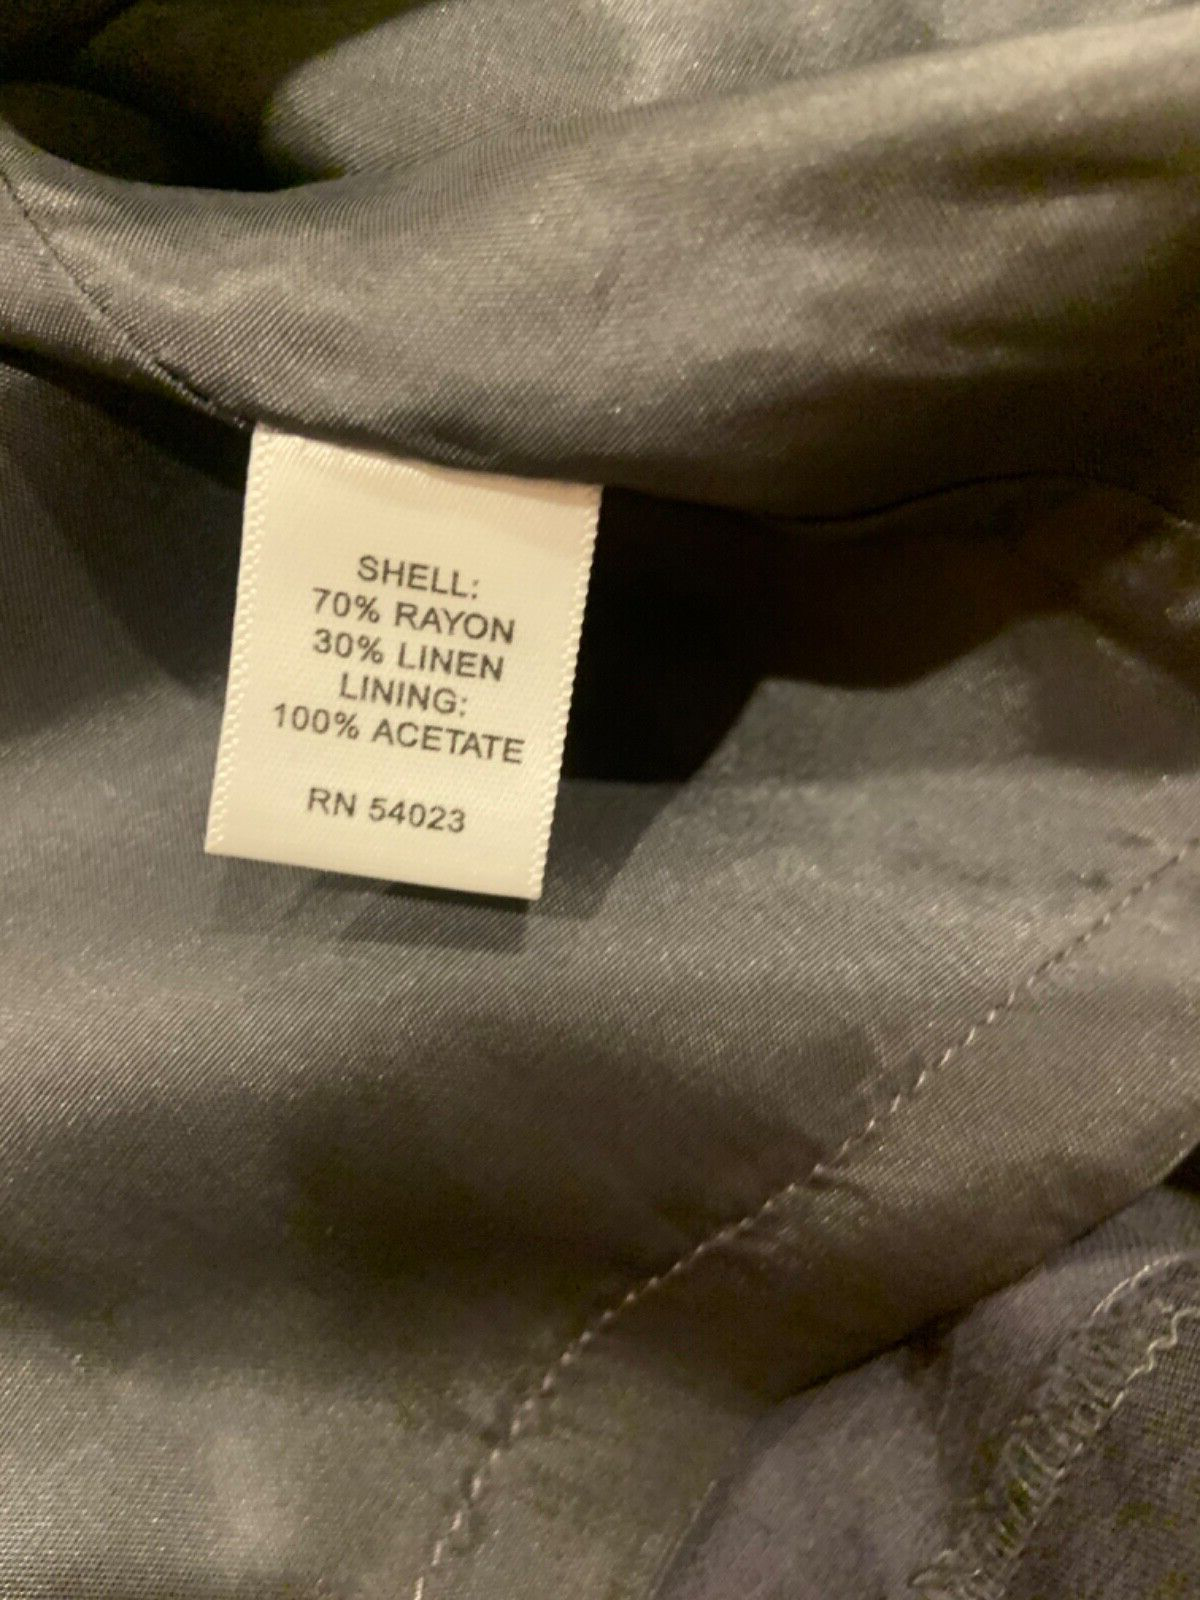 SHELL:
70% RAYON
30% LINEN
LINING:
100% ACETATE
RN 54023